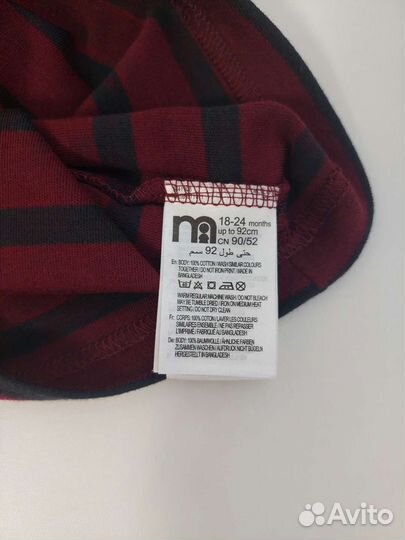 m
18-24 months
up to 92cm
CN 90/52
حتى طول 92 سم
En: BODY: 100% COTTON / WASH SIMILAR COLOURS
TOGETHER / DO NOT IRON PRINT / MADE IN
BANGLADESH
WARM REGULAR MACHINE WASH / DO NOT BLEACH
MAY BE TUMBLE DRIED / IRON ON MEDIUM HEAT
SETTING / DO NOT DRY CLEAN
Fr: CORPS: 100% COTON / LAVER LES COULEURS
SIMILAIRES ENSEMBLE / NE PAS REPASSER
L'IMPRIMÉ / FABRIQUÉ AU BANGLADESH
De: BODY: 100% BAUMWOLLE / ÄHNLICHE FARBEN
ZUSAMMEN WASCHEN / AUFDRUCK NICHT BÜGELN
HERGESTELLT IN BANGLADESH
Avito